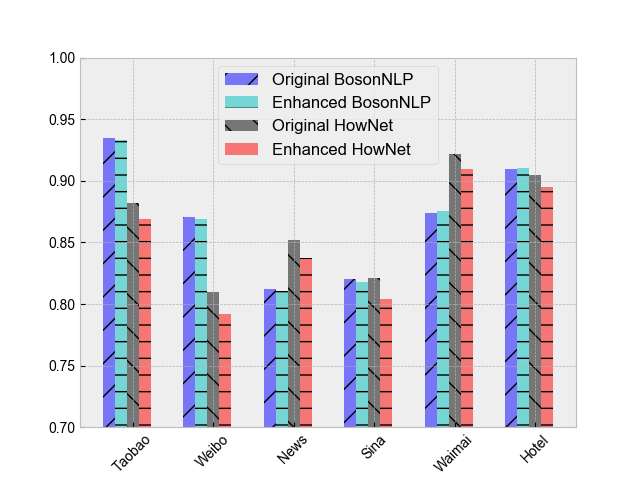 1.00
0.95
0.90
0.85
0.80
0.75
0.70
Original BosonNLP
Enhanced BosonNLP
Original HowNet
Enhanced HowNet
Taobao
Weibo
News
Sina
Waimai
Hotel